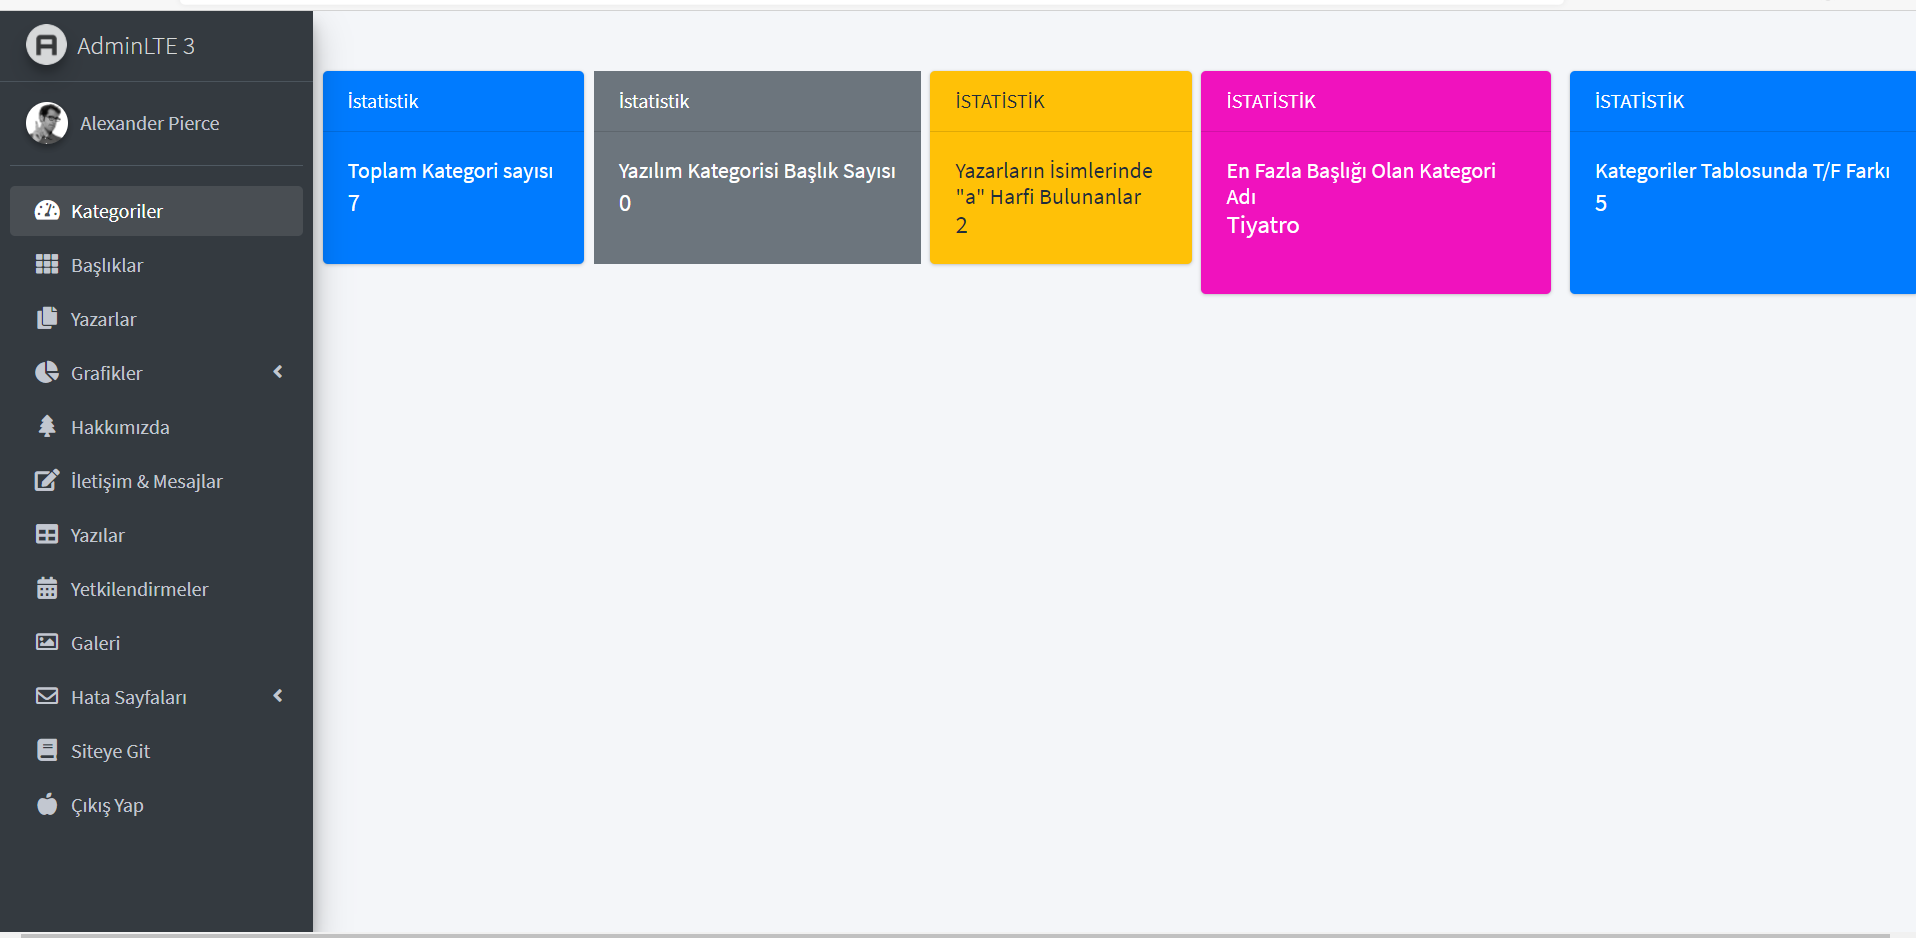 AdminLTE 3
Alexander Pierce
Kategoriler
Başlıklar
Yazarlar
Grafikler
Hakkımızda
İletişim & Mesajlar
Yazılar
Yetkilendirmeler
Galeri
Hata Sayfaları
Siteye Git
Çıkış Yap
İstatistik
Toplam Kategori sayısı
7
İstatistik
Yazılım Kategorisi Başlık Sayısı
0
İSTATİSTİK
Yazarların İsimlerinde
"a" Harfi Bulunanlar
2
İSTATİSTİK
En Fazla Başlığı Olan Kategori
Adı
Tiyatro
İSTATİSTİK
Kategoriler Tablosunda T/F Farkı
5